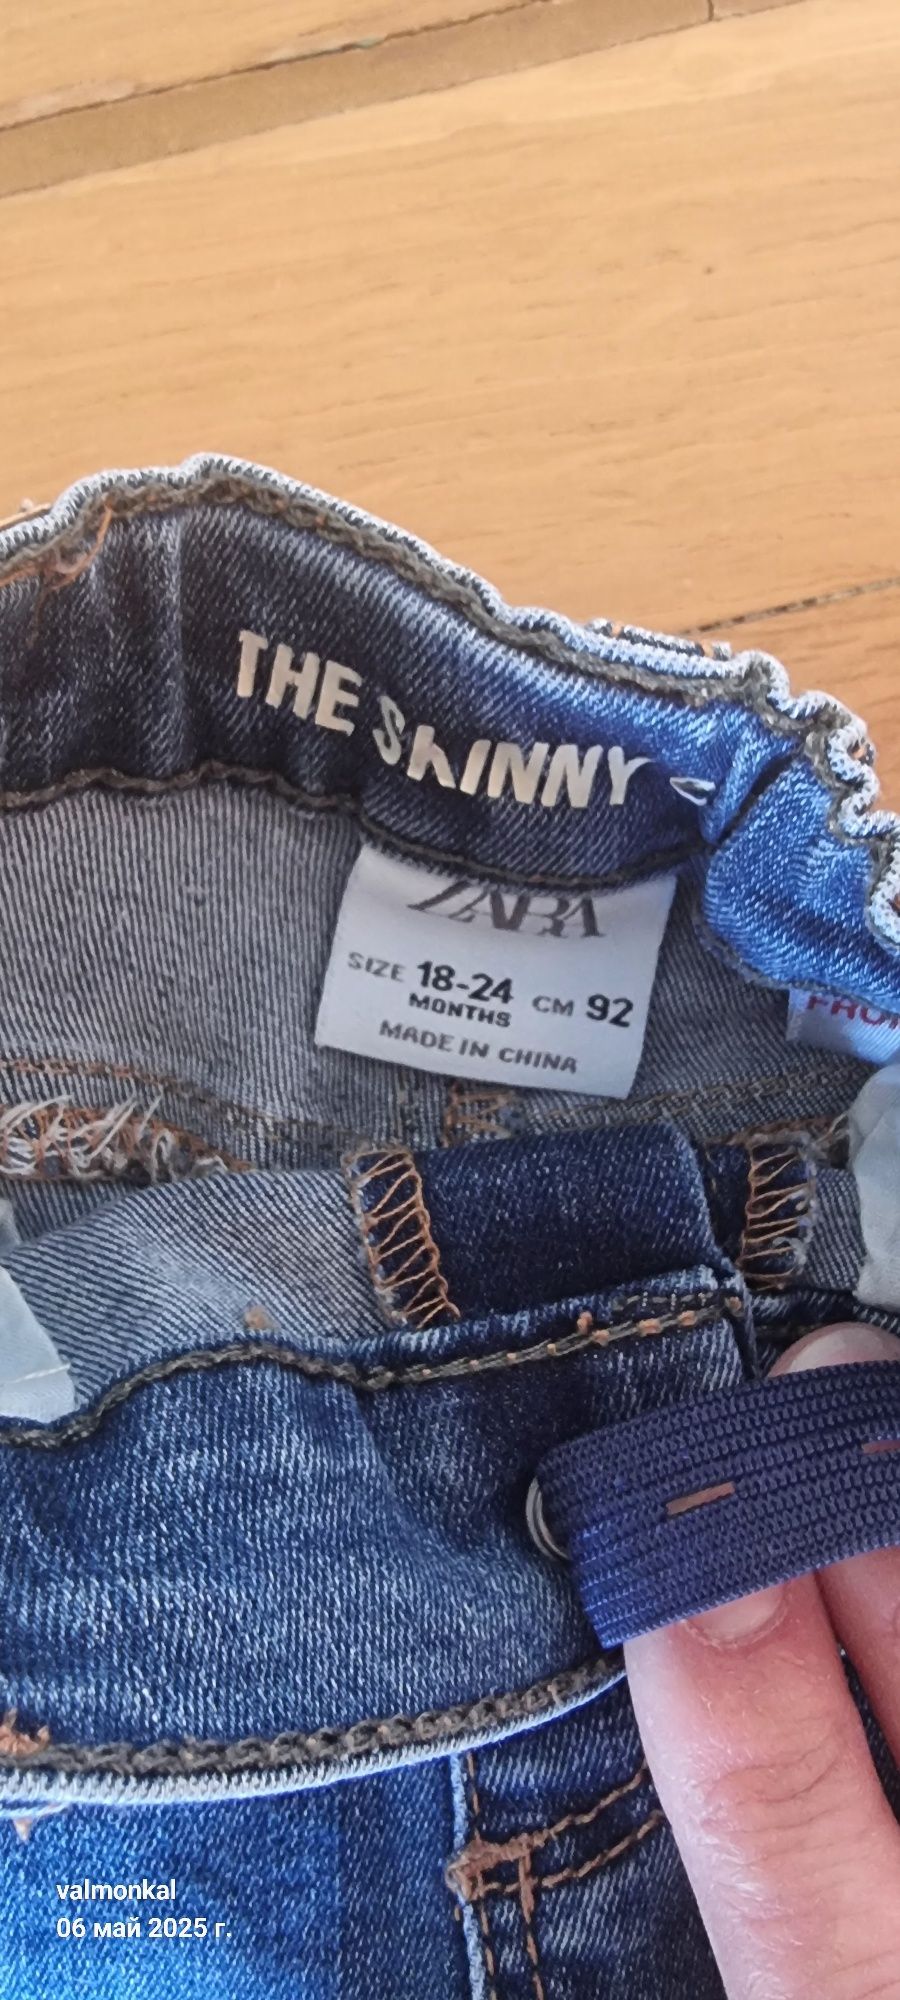 THE SKINNY -
ZARA
SIZE 18-24 CM 92
MONTHS
MADE IN CHINA
valmonkal
06 май 2025 г.